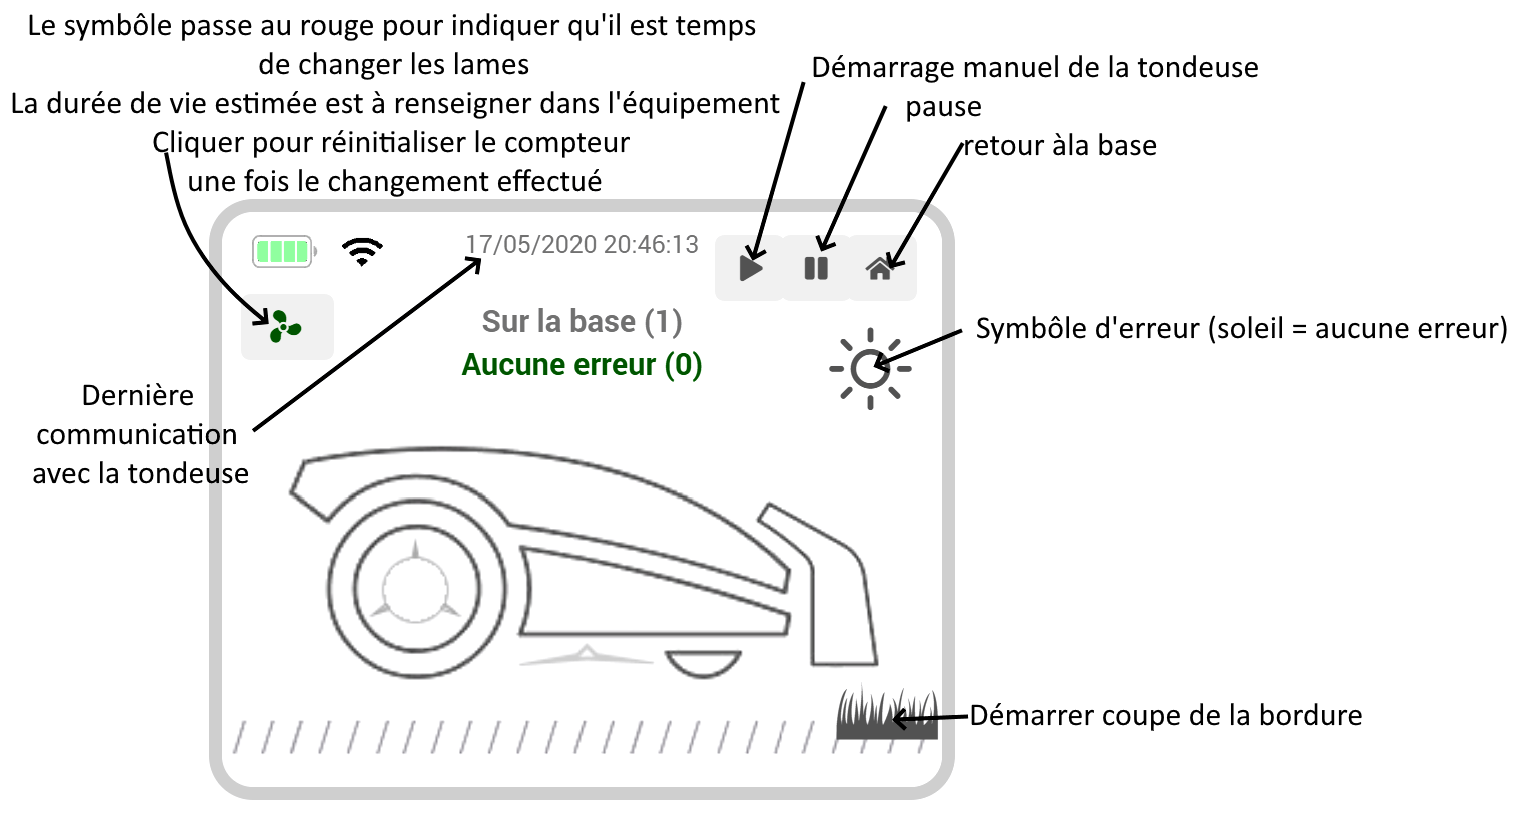 Le symbôle passe au rouge pour indiquer qu'il est temps
de changer les lames
La durée de vie estimée est à renseigner dans l'équipement
Cliquer pour réinitialiser le compteur
une fois le changement effectué
Démarrage manuel de la tondeuse
pause
retour àla base
17/05/2020 20:46:13
Sur la base (1)
Aucune erreur (0)
Symbôle d'erreur (soleil = aucune erreur)
Dernière
communication
avec la tondeuse
Démarrer coupe de la bordure